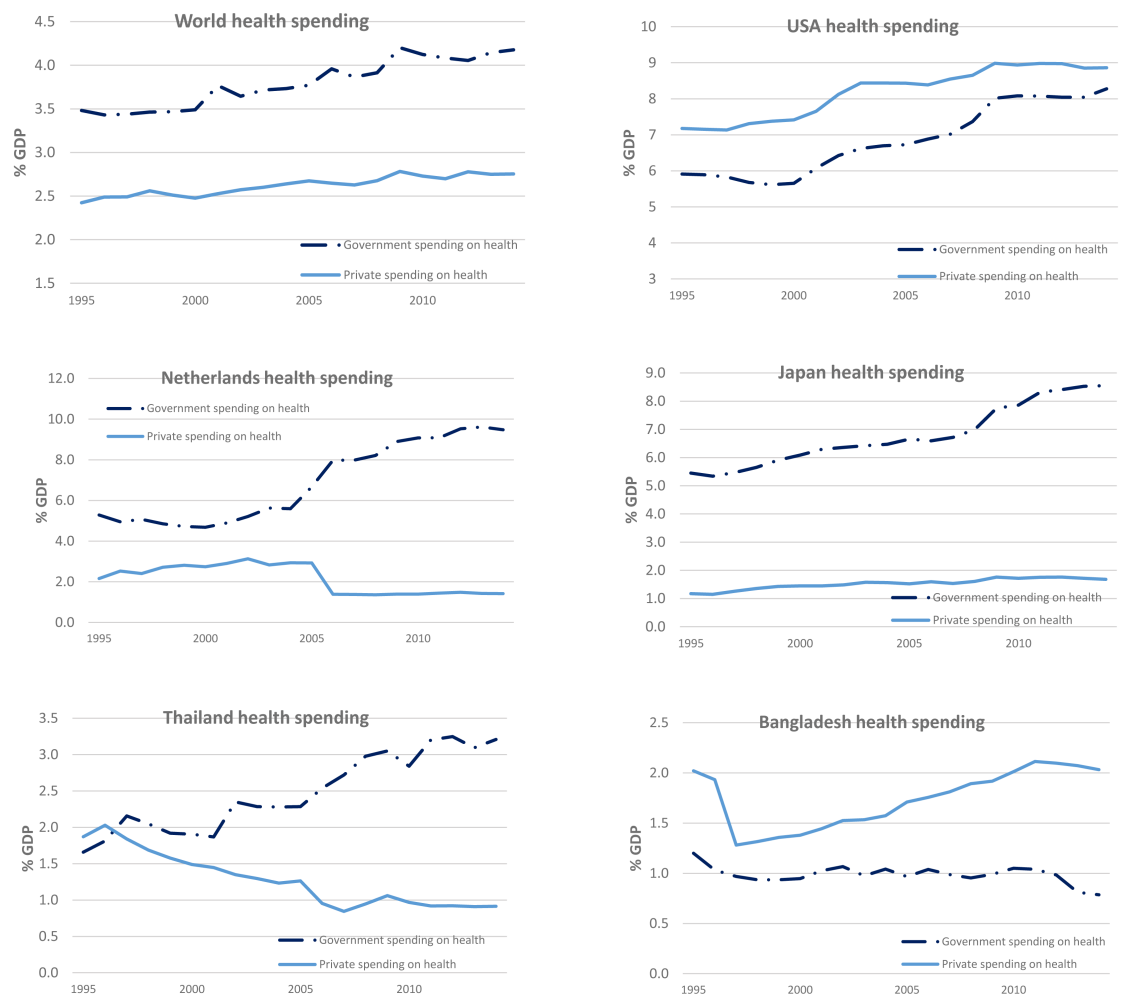 World health spending
4.5
4.0
3.5
3.0
2.5
2.0
1.5
% GDP
Government spending on health
Private spending on health
1995 2000 2005 2010
USA health spending
10
9
8
7
6
5
4
3
% GDP
Government spending on health
Private spending on health
1995 2000 2005 2010
Netherlands health spending
12.0
10.0
8.0
6.0
4.0
2.0
0.0
% GDP
Government spending on health
Private spending on health
1995 2000 2005 2010
Japan health spending
9.0
8.0
7.0
6.0
5.0
4.0
3.0
2.0
1.0
0.0
% GDP
Government spending on health
Private spending on health
1995 2000 2005 2010
Thailand health spending
3.5
3.0
2.5
2.0
1.5
1.0
0.5
0.0
% GDP
Government spending on health
Private spending on health
1995 2000 2005 2010
Bangladesh health spending
2.5
2.0
1.5
1.0
0.5
0.0
% GDP
Government spending on health
Private spending on health
1995 2000 2005 2010